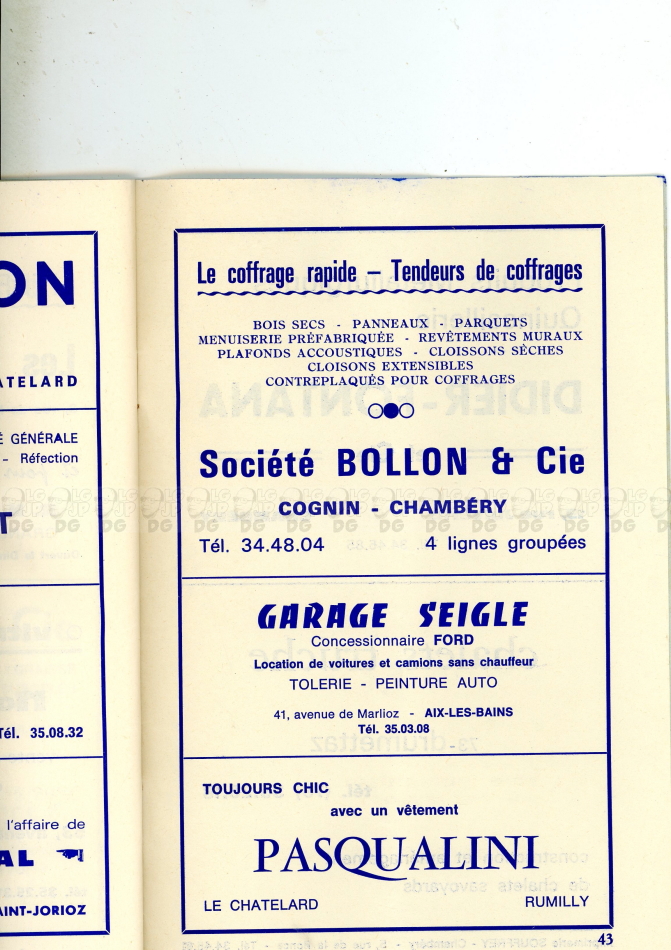 ON
ATELARD
É GÉNÉRALE
- Réfection
T
Tél. 35.08.32
l'affaire de
AL
AINT-JORIOZ
Le coffrage rapide – Tendeurs de coffrages
BOIS SECS - PANNEAUX - PARQUETS
MENUISERIE PRÉFABRIQUÉE - REVÊTEMENTS MURAUX
PLAFONDS ACCOUSTIQUES - CLOISSONS SÈCHES
CLOISONS EXTENSIBLES
CONTREPLAQUÉS POUR COFFRAGES
Société BOLLON & Cie
COGNIN - CHAMBÉRY
Tél. 34.48.04 4 lignes groupées
GARAGE SEIGLE
Concessionnaire FORD
Location de voitures et camions sans chauffeur
TOLERIE - PEINTURE AUTO
41, avenue de Marlioz - AIX-LES-BAINS
Tél. 35.03.08
TOUJOURS CHIC
avec un vêtement
PASQUALINI
LE CHATELARD RUMILLY
43